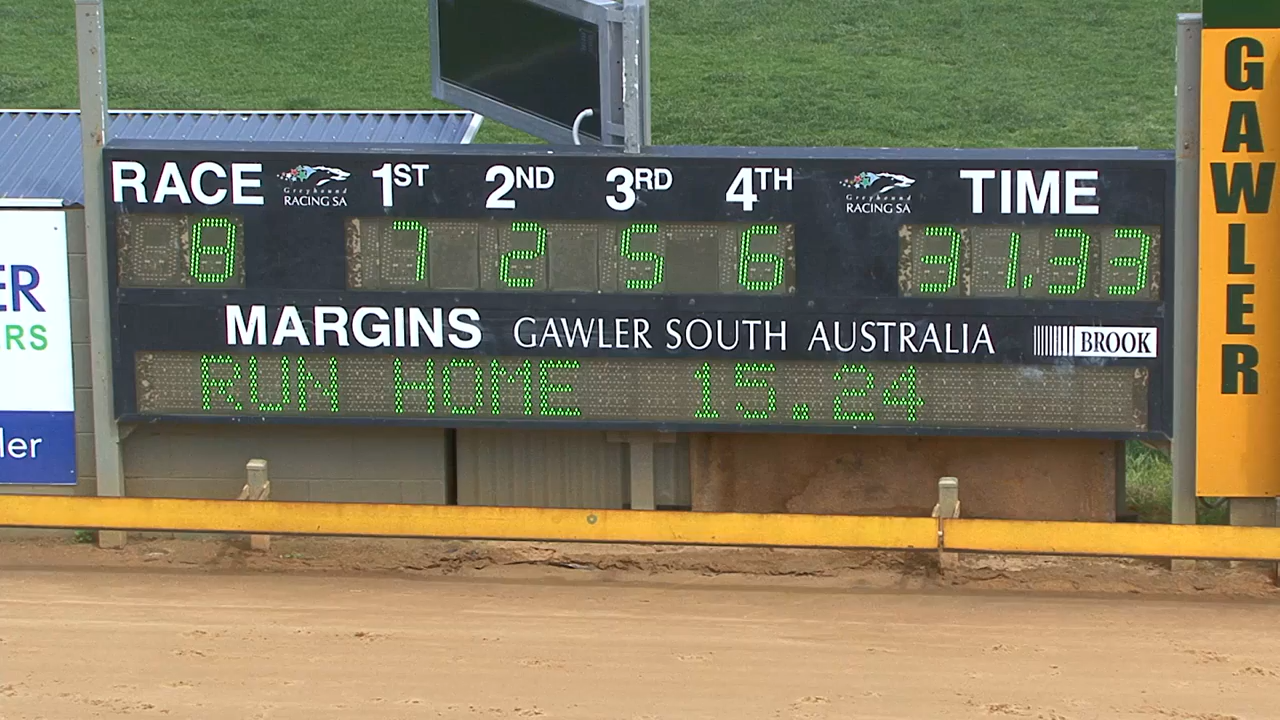 RACE Greyhound RACING SA 1ST 2ND 3RD 4TH Greyhound RACING SA TIME
8 7 2 5 6 31.33
MARGINS GAWLER SOUTH AUSTRALIA BROOK
RUN HOME 15.24
GAWLER
ER
RS
ler